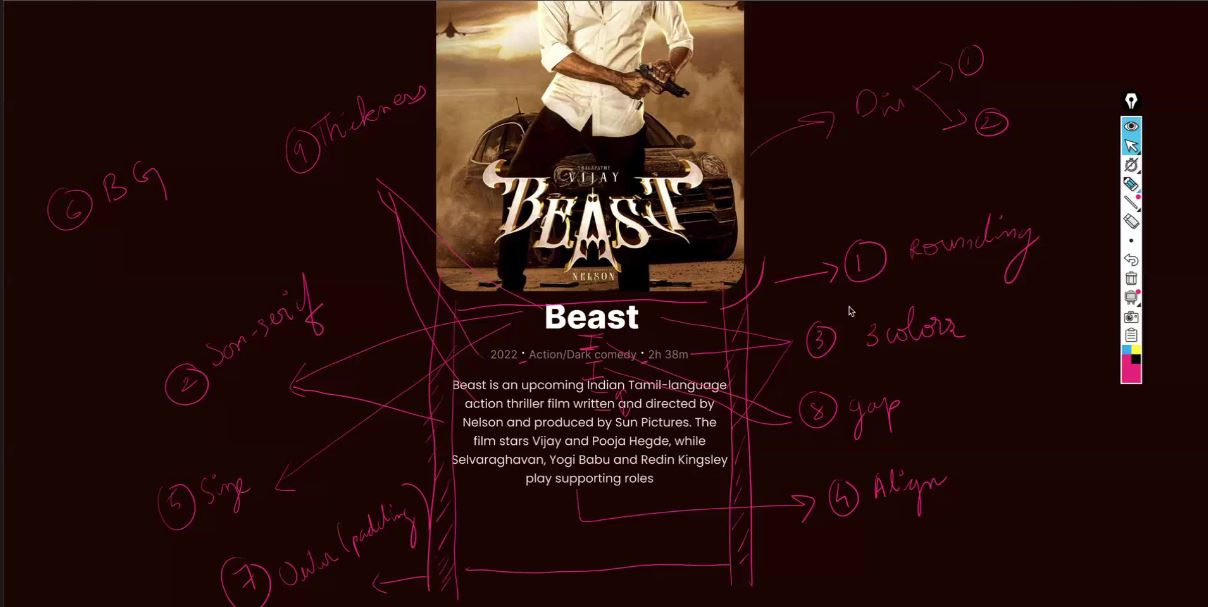 Div
①
②
⑨ Thickness
⑥ BG
THALAPATHY
VIJAY
BEAST
NELSON
① rounding
Beast
③ 3 colors
2022 · Action/Dark comedy · 2h 38m
② San-serif
Beast is an upcoming Indian Tamil-language
action thriller film written and directed by
⑧ gap
Nelson and produced by Sun Pictures. The
film stars Vijay and Pooja Hegde, while
Selvaraghavan, Yogi Babu and Redin Kingsley
play supporting roles
④ Align
⑤ Size
⑦ (padding)